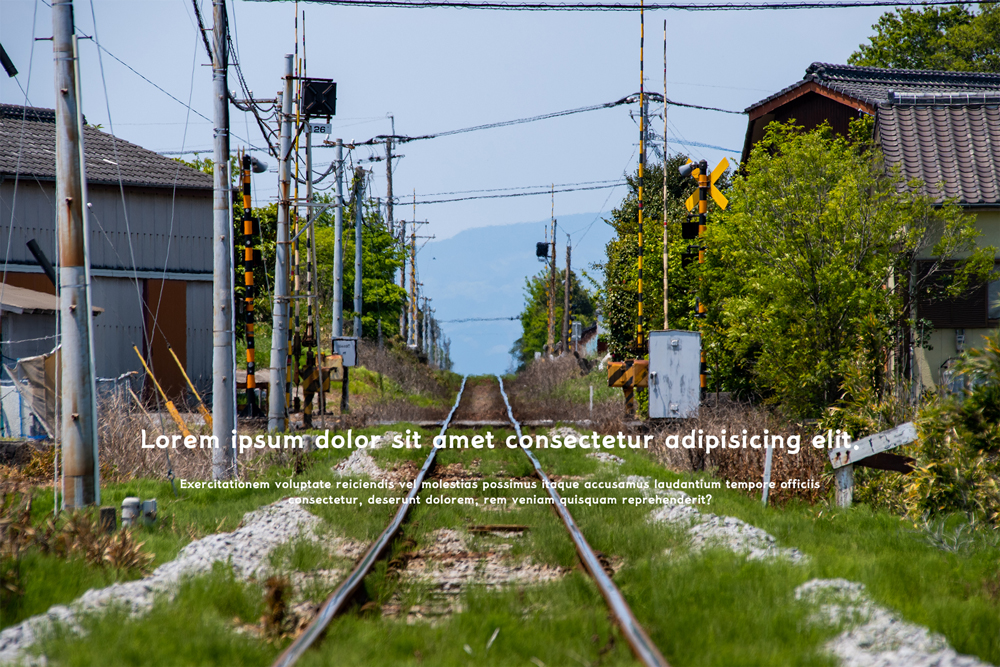 126
Lorem ipsum dolor sit amet consectetur adipisicing elit.
Exercitationem voluptate reiciendis vel molestias possimus itaque accusamus laudantium tempore officiis
consectetur, deserunt dolorem, rem veniam quisquam reprehenderit?